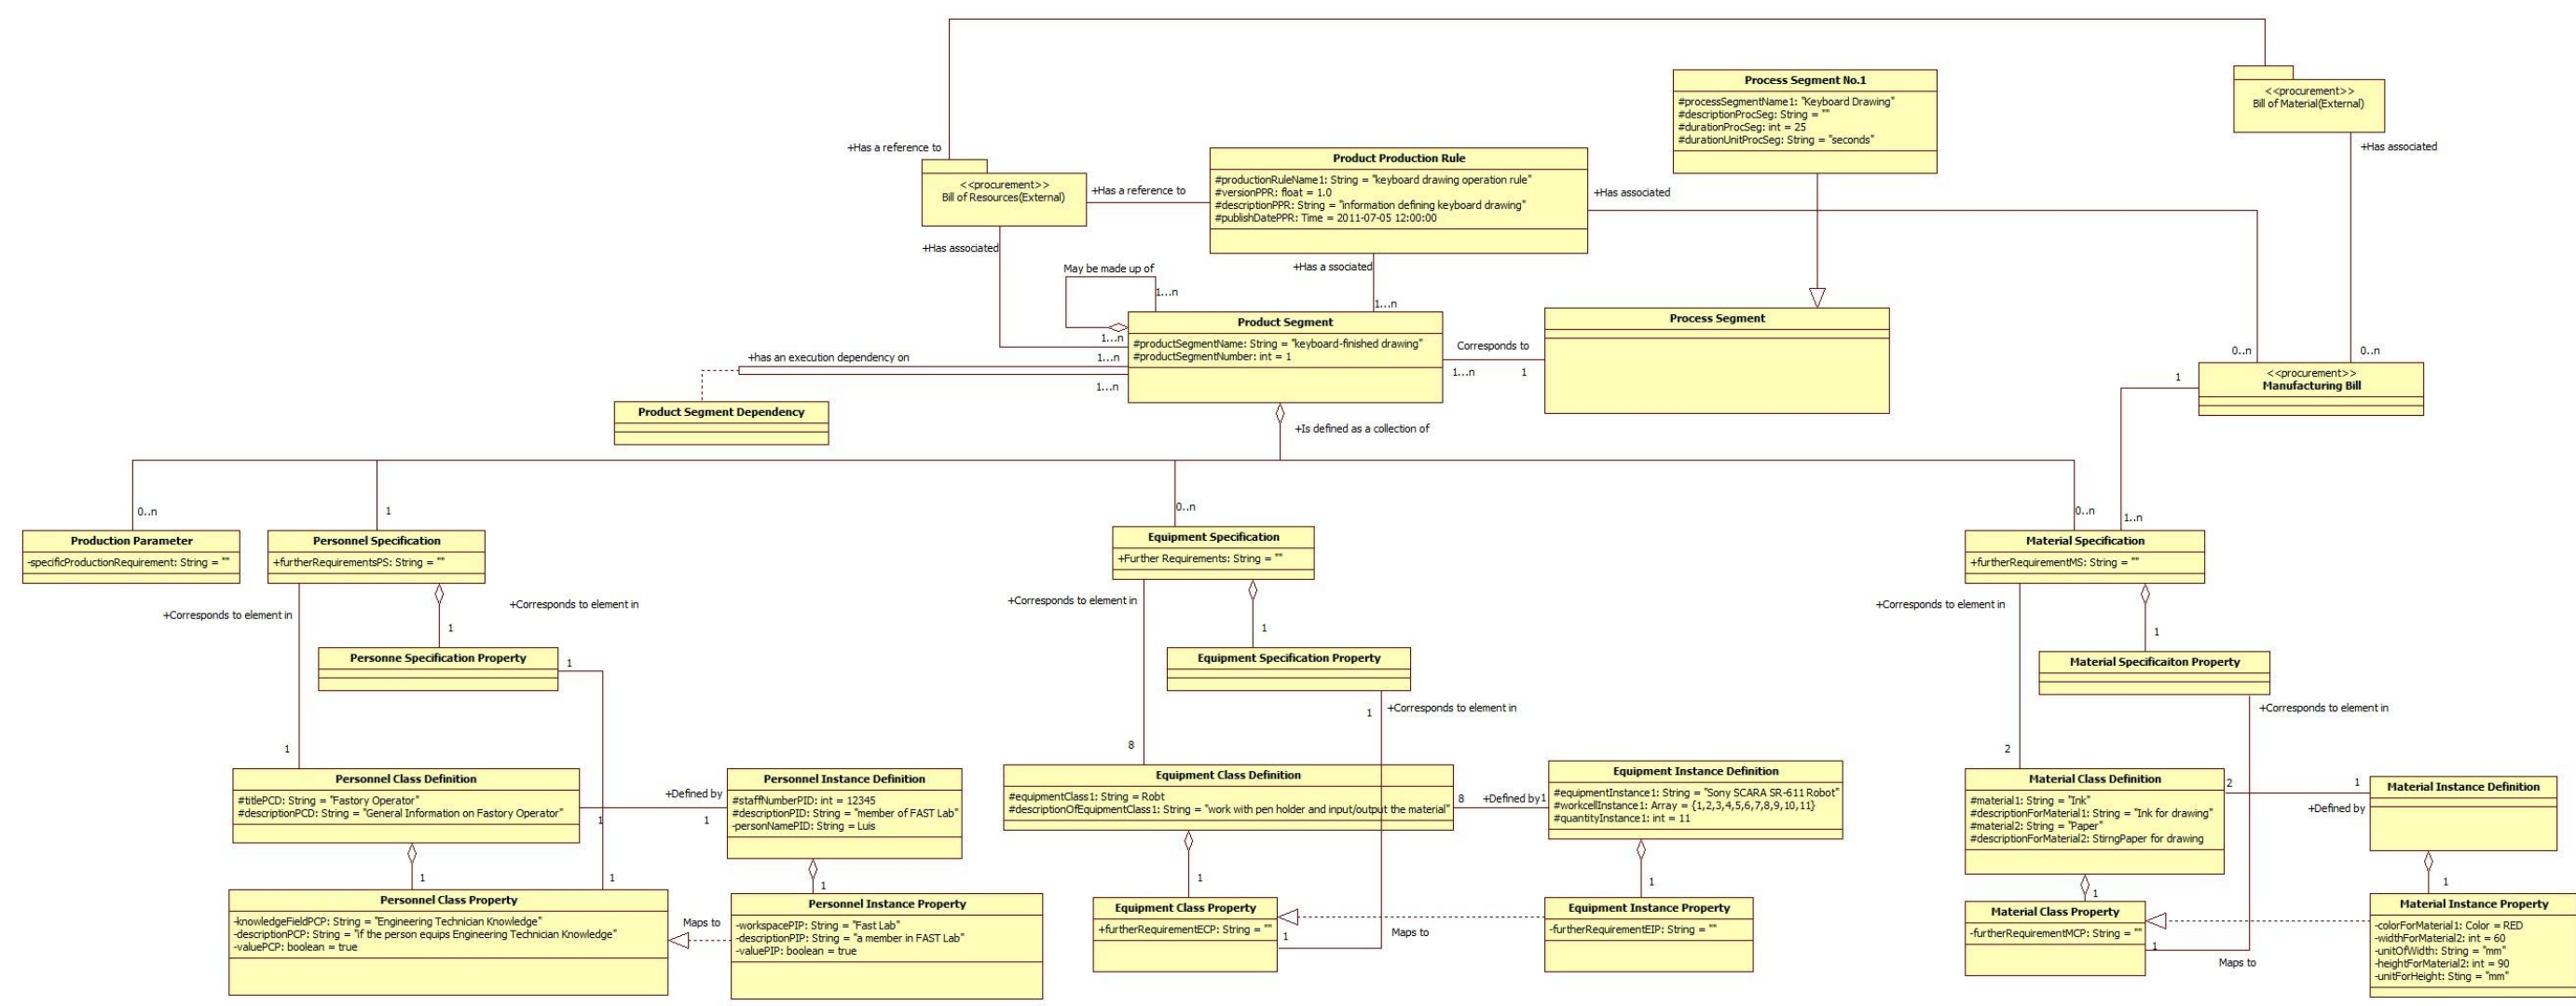 Process Segment No.1
#processSegmentName1: "Keyboard Drawing"
#descriptionProcSeg: String = ""
#durationProcSeg: int = 25
#durationUnitProcSeg: String = "seconds"
<<procurement>>
Bill of Material(External)
+Has a reference to
+Has associated
<<procurement>>
Bill of Resources(External)
+Has a reference to
Product Production Rule
#productionRuleName1: String = "keyboard drawing operation rule"
#versionPPR: float = 1.0
#descriptionPPR: String = "information defining keyboard drawing"
#publishDatePPR: Time = 2011-07-05 12:00:00
+Has associated
+Has associated
May be made up of
1...n
+Has a ssociated
1...n
1...n
Product Segment
#productSegmentName: String = "keyboard-finished drawing"
#productSegmentNumber: int = 1
Corresponds to
1...n
1
Process Segment
0..n
0..n
+has an execution dependency on
1...n
1...n
Product Segment Dependency
<<procurement>>
Manufacturing Bill
1
+Is defined as a collection of
0..n
1
0..n
0..n
1..n
Production Parameter
-specificProductionRequirement: String = ""
Personnel Specification
+furtherRequirementsPS: String = ""
Equipment Specification
+Further Requirements: String = ""
Material Specification
+furtherRequirementMS: String = ""
+Corresponds to element in
+Corresponds to element in
1
+Corresponds to element in
1
+Corresponds to element in
1
Personne Specification Property
1
Equipment Specification Property
Material Specificaiton Property
1
+Corresponds to element in
+Corresponds to element in
1
8
2
Personnel Class Definition
#titlePCD: String = "Fastory Operator"
#descriptionPCD: String = "General Information on Fastory Operator"
+Defined by
1
1
Personnel Instance Definition
#staffNumberPID: int = 12345
#descriptionPID: String = "member of FAST Lab"
-personNamePID: String = Luis
Equipment Class Definition
#equipmentClass1: String = Robt
#descriptionOfEquipmentClass1: String = "work with pen holder and input/output the material"
8
+Defined by
1
Equipment Instance Definition
#equipmentInstance1: String = "Sony SCARA SR-611 Robot"
#workcellInstance1: Array = {1,2,3,4,5,6,7,8,9,10,11}
#quantityInstance1: int = 11
Material Class Definition
#material1: String = "Ink"
#descriptionForMaterial1: String = "Ink for drawing"
#material2: String = "Paper"
#descriptionForMaterial2: StirngPaper for drawing
2
1
+Defined by
Material Instance Definition
1
1
1
1
1
1
1
Personnel Class Property
-knowledgeFieldPCP: String = "Engineering Technician Knowledge"
-descriptionPCP: String = "if the person equips Engineering Technician Knowledge"
-valuePCP: boolean = true
Maps to
Personnel Instance Property
-workspacePIP: String = "Fast Lab"
-descriptionPIP: String = "a member in FAST Lab"
-valuePIP: boolean = true
Equipment Class Property
+furtherRequirementECP: String = ""
1
Maps to
Equipment Instance Property
-furtherRequirementEIP: String = ""
Material Class Property
-furtherRequirementMCP: String = ""
1
Maps to
Material Instance Property
-colorForMaterial1: Color = RED
-widthForMaterial2: int = 60
-unitOfWidth: String = "mm"
-heightForMaterial2: int = 90
-unitForHeight: Sting = "mm"